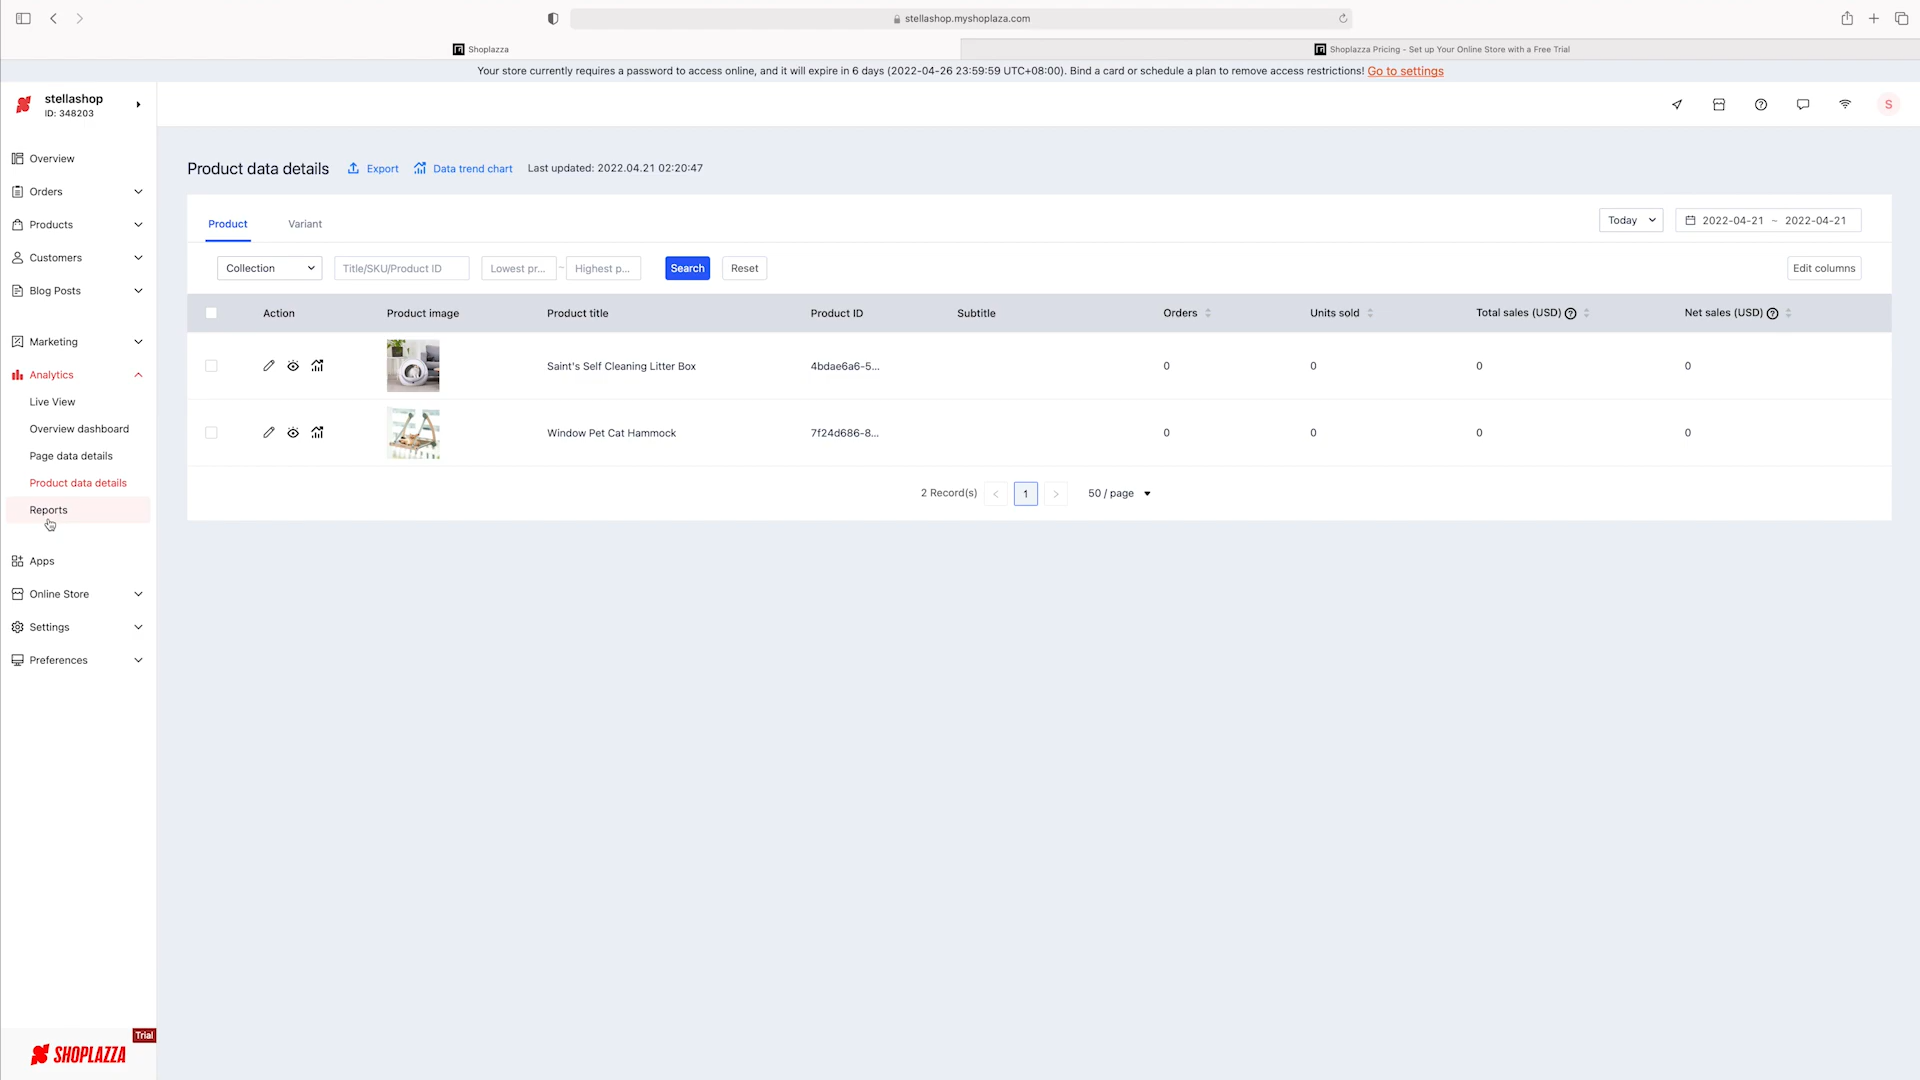 stellashop.myshoplaza.com
Shoplazza
Shoplazza Pricing - Set up Your Online Store with a Free Trial
Your store currently requires a password to access online, and it will expire in 6 days (2022-04-26 23:59:59 UTC+08:00). Bind a card or schedule a plan to remove access restrictions! Go to settings
stellashop
ID: 348203
S
Overview
Orders
Products
Customers
Blog Posts
Marketing
Analytics
Live View
Overview dashboard
Page data details
Product data details
Reports
Apps
Online Store
Settings
Preferences
Trial
SHOPLAZZA
Product data details Export Data trend chart Last updated: 2022.04.21 02:20:47
Product Variant Today 2022-04-21 ~ 2022-04-21
Collection Title/SKU/Product ID Lowest pr... ~ Highest p... Search Reset Edit columns
Action Product image Product title Product ID Subtitle Orders Units sold Total sales (USD) Net sales (USD)
Saint's Self Cleaning Litter Box 4bdae6a6-5... 0 0 0 0
Window Pet Cat Hammock 7f24d686-8... 0 0 0 0
2 Record(s) < 1 > 50 / page